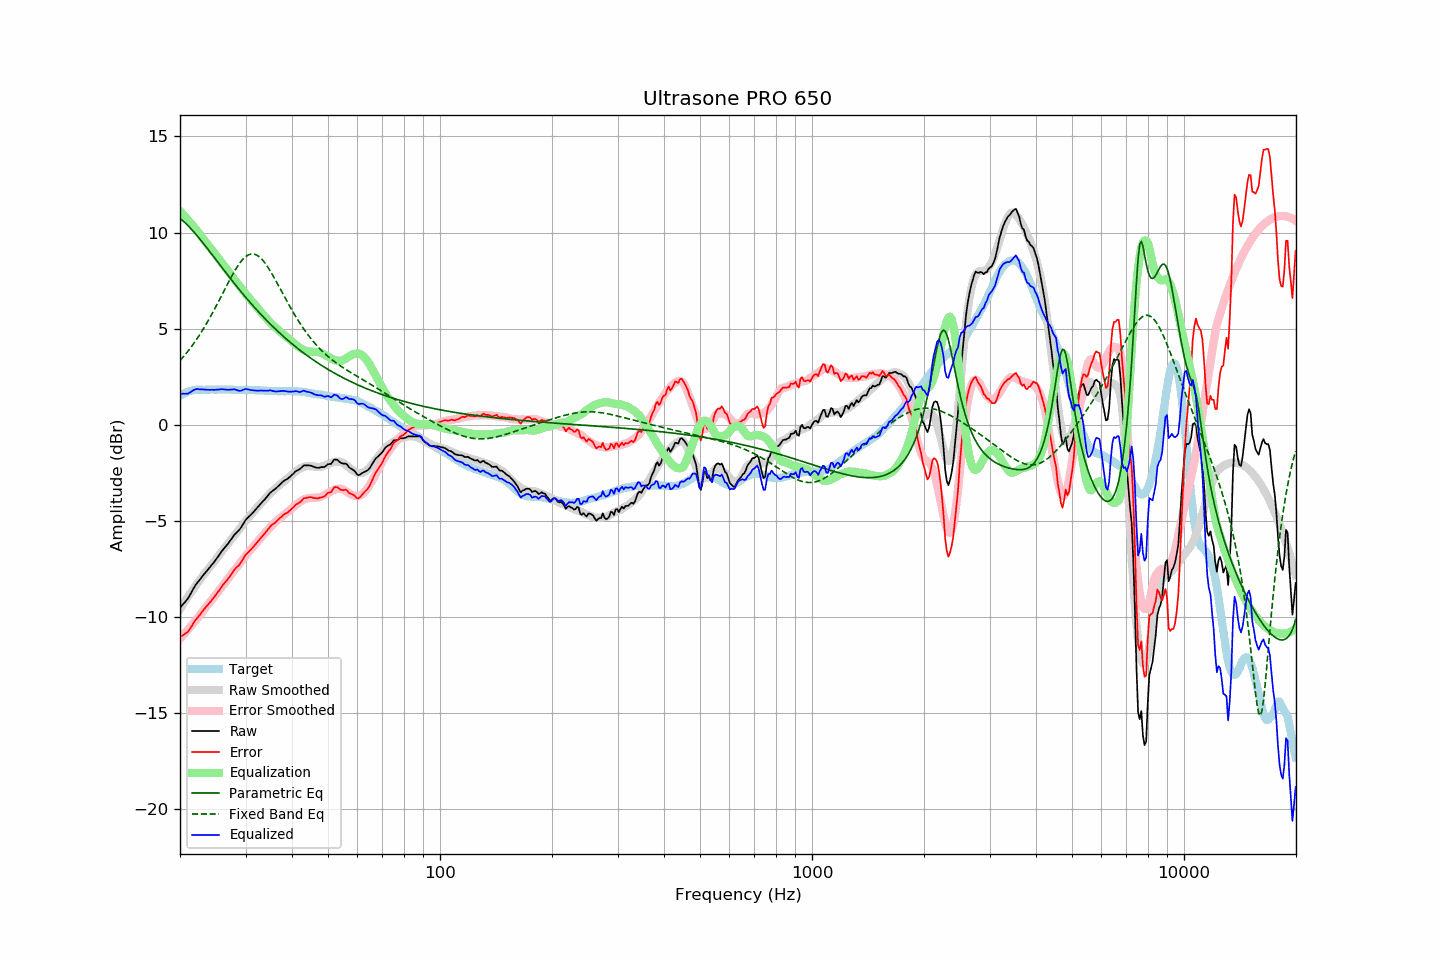 Ultrasone PRO 650
Amplitude (dBr)
15
10
5
0
−5
−10
−15
−20
Target
Raw Smoothed
Error Smoothed
Raw
Error
Equalization
Parametric Eq
Fixed Band Eq
Equalized
100 1000 10000
Frequency (Hz)